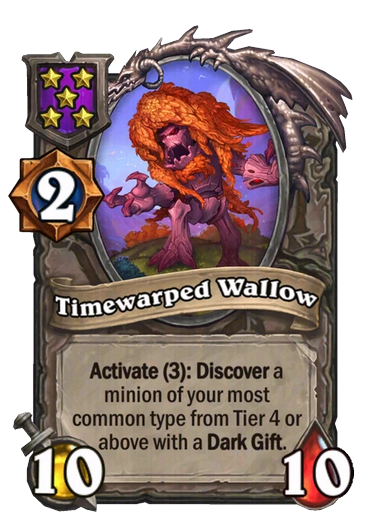 2
Timewarped Wallow
Activate (3): Discover a
minion of your most
common type from Tier 4 or
above with a Dark Gift.
10
10